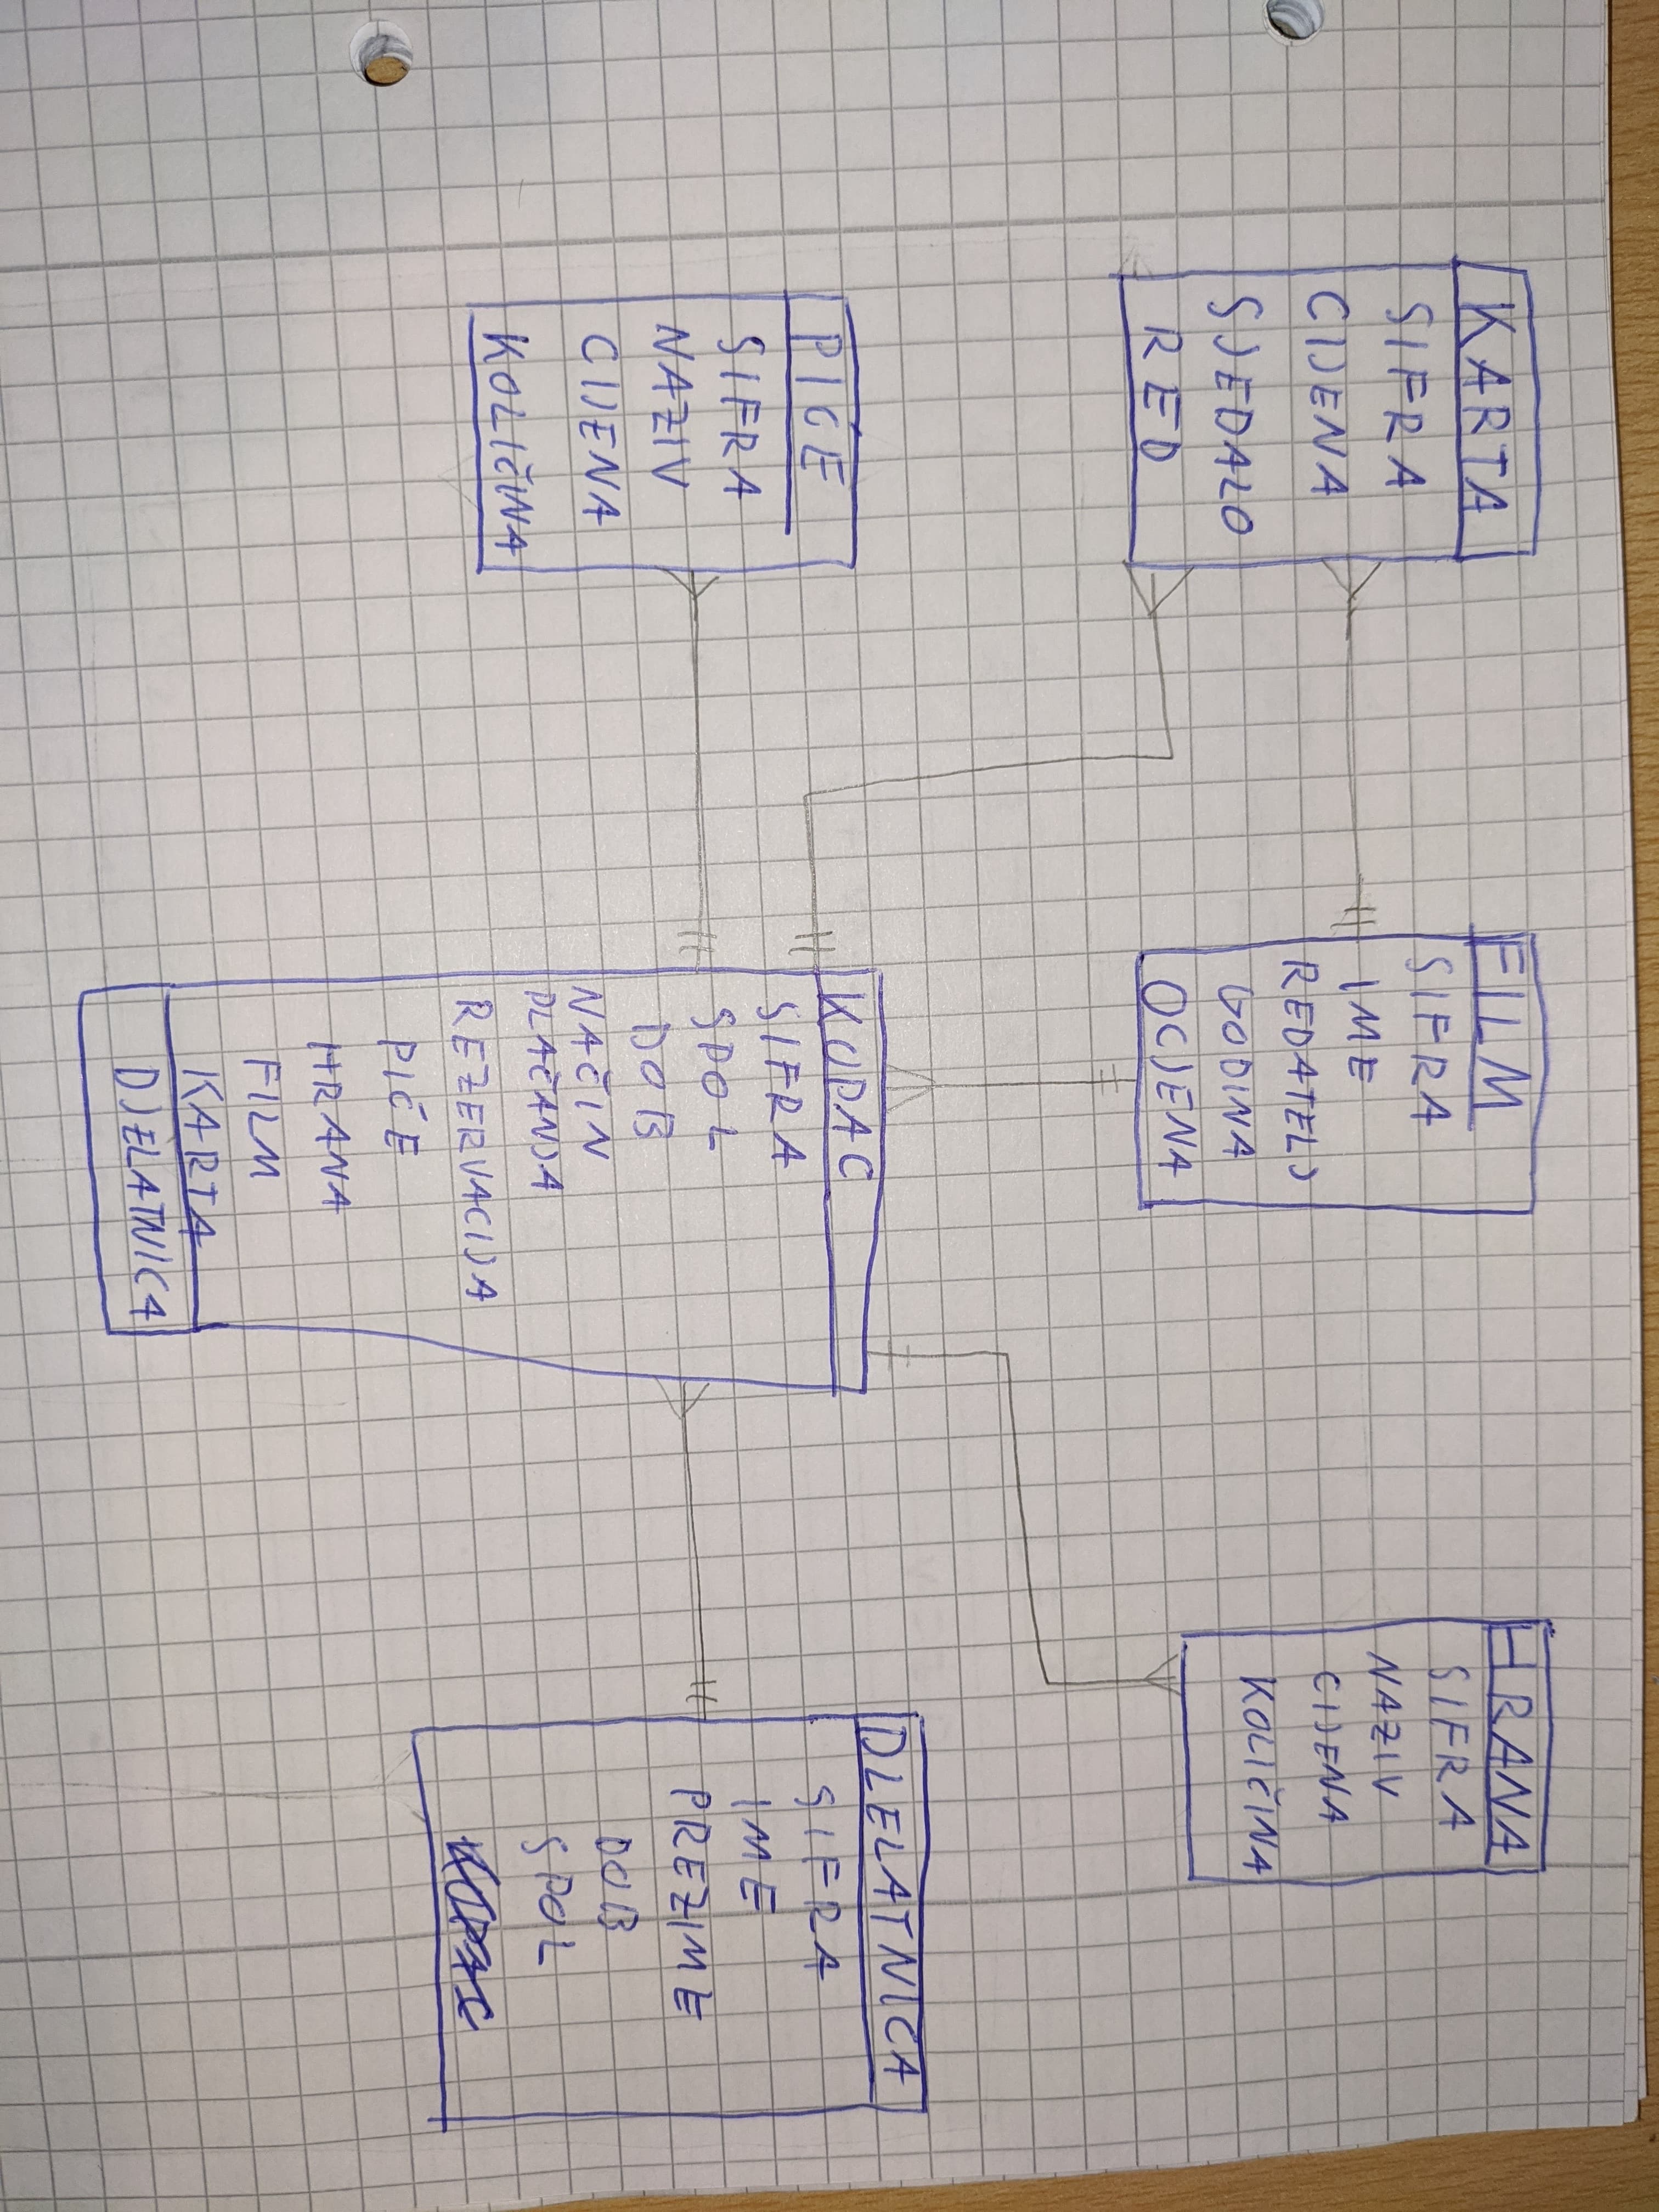 KARTA
SIFRA
CIJENA
SJEDALO
RED
FILM
SIFRA
IME
REDATELJ
GODINA
OCJENA
HRANA
SIFRA
NAZIV
CIJENA
KOLIČINA
PIĆE
SIFRA
NAZIV
CIJENA
KOLIČINA
KUPAC
SIFRA
SPOL
DOB
NAČIN
PLAĆANJA
REZERVACIJA
PIĆE
HRANA
FILM
KARTA
DJELATNICA
DLELATNICA
SIFRA
IME
PREZIME
DOB
SPOL